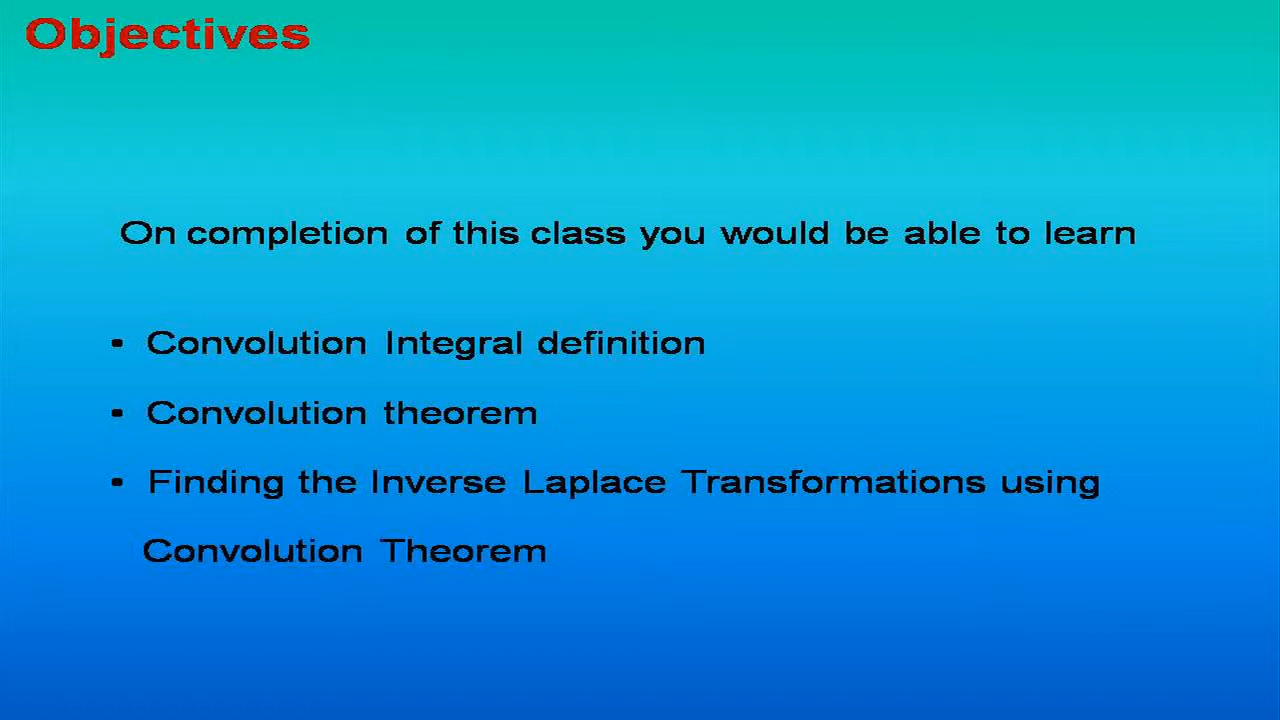 Objectives
On completion of this class you would be able to learn
• Convolution Integral definition
• Convolution theorem
• Finding the Inverse Laplace Transformations using
Convolution Theorem